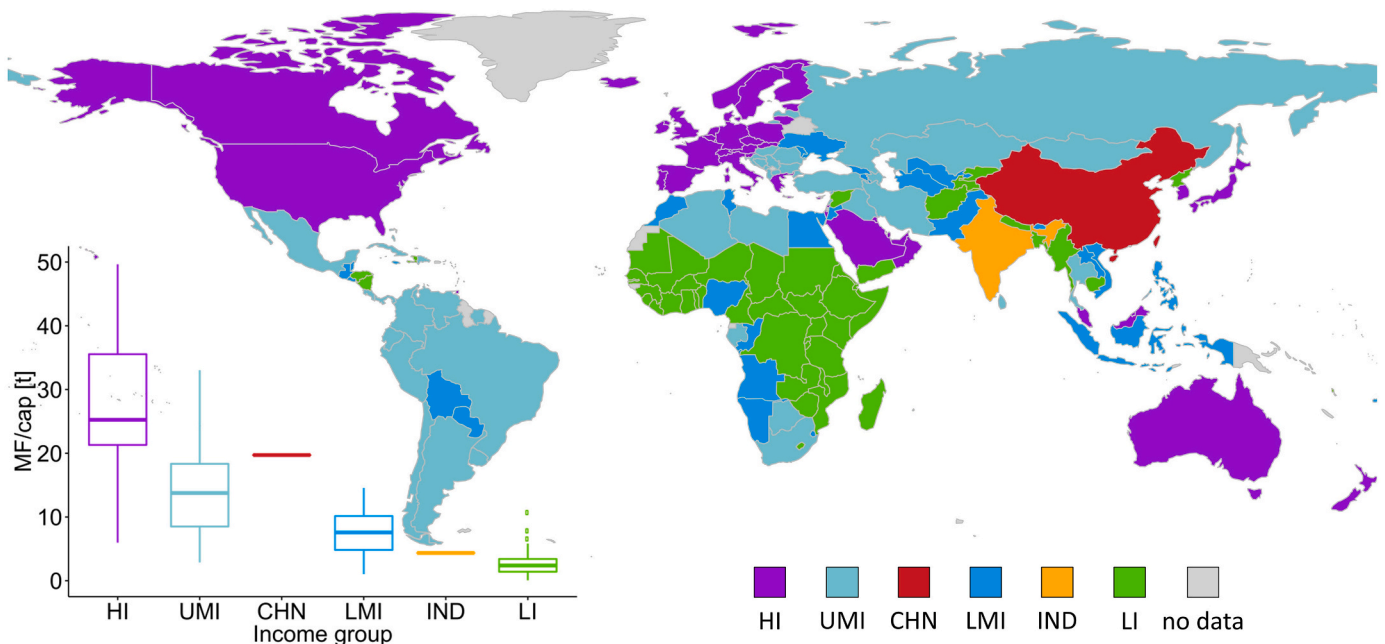 50
40
30
20
10
0
MF/cap [t]
HI UMI CHN LMI IND LI
Income group
HI UMI CHN LMI IND LI no data